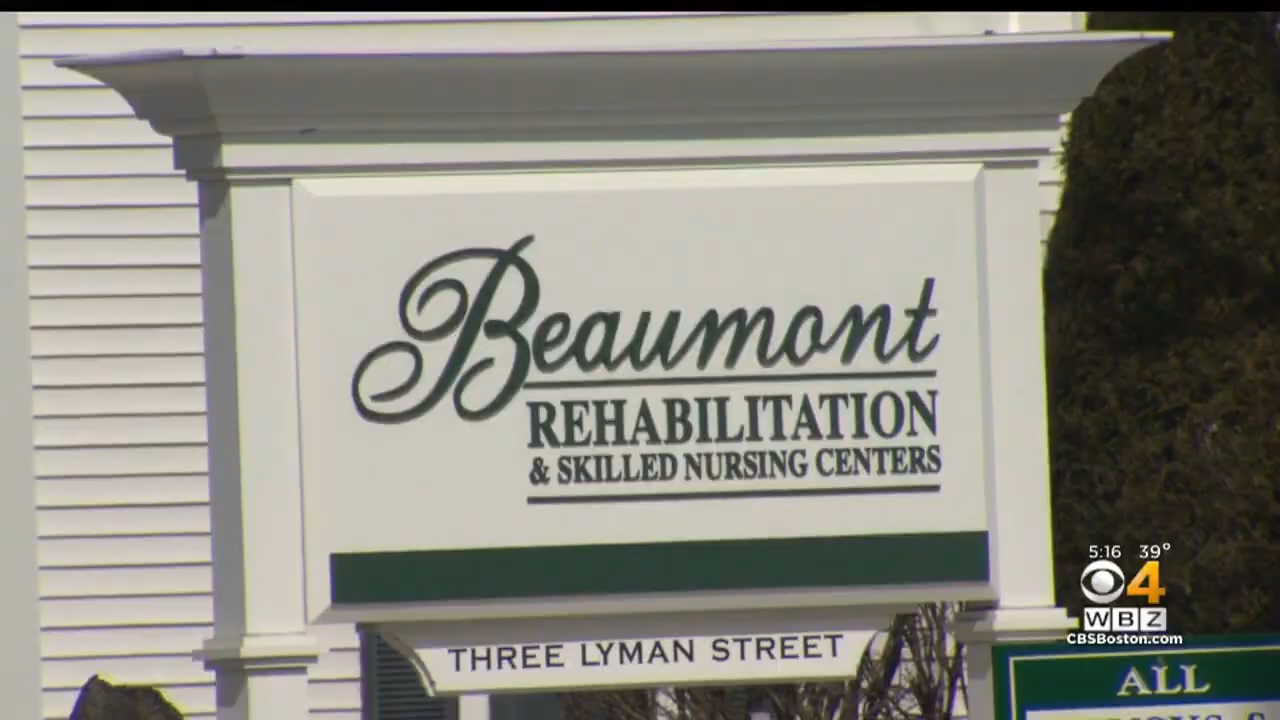 Beaumont
REHABILITATION
& SKILLED NURSING CENTERS
THREE LYMAN STREET
5:16 39°
4
WBZ
CBSBoston.com
ALL